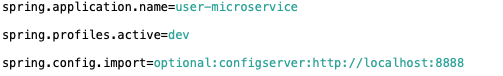 spring.application.name=user-microservice
spring.profiles.active=dev
spring.config.import=optional:configserver:http://localhost:8888